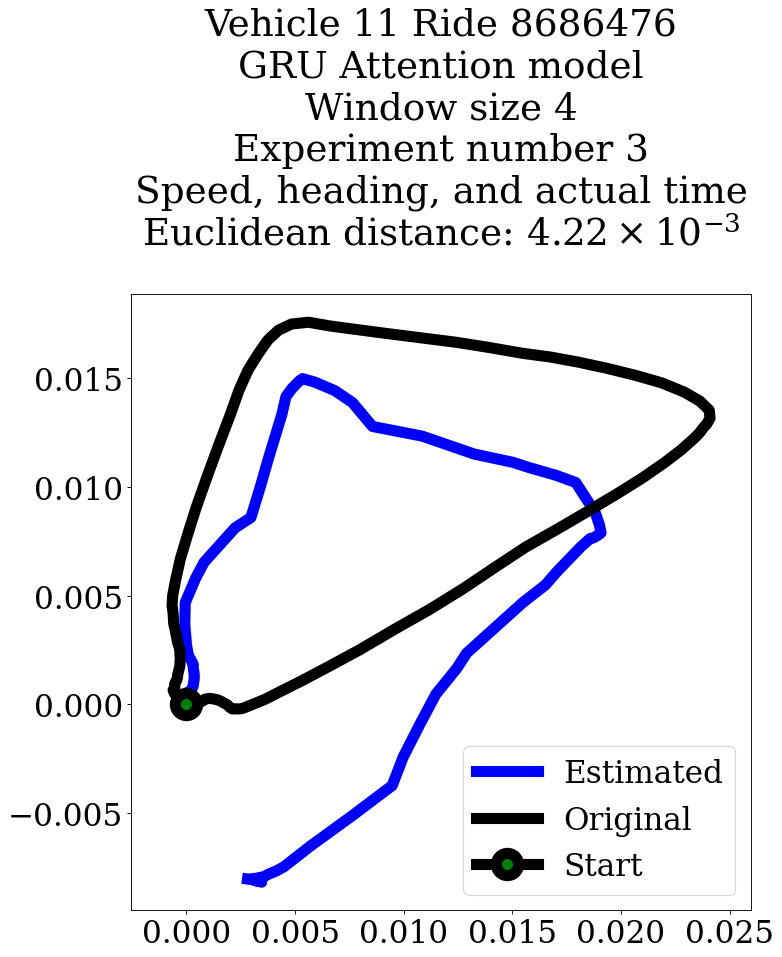 Vehicle 11 Ride 8686476
GRU Attention model
Window size 4
Experiment number 3
Speed, heading, and actual time
Euclidean distance: 4.22 × 10⁻³
0.015
0.010
0.005
0.000
−0.005
Estimated
Original
Start
0.000 0.005 0.010 0.015 0.020 0.025